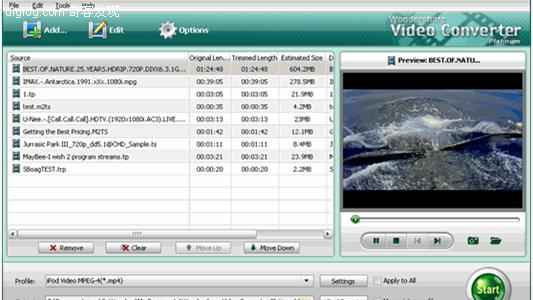 File Edit Tools Help
digiog.com 奇客发现
Wondershare
Add... Edit Options
Video Converter
Platinum
Source Original Len... Trimmed Length Estimated Size D
Preview: BEST.OF.NATU...
BEST.OF.NATURE.25.YEARS.HDRIP.720P.DIVX6.3.1G... 01:24:48 01:24:48 604.2MB
IMAX.-.Antarctica.1991.xXx.1080i.mpg 00:39:05 00:39:05 278.5MB
1.tp 00:03:05 00:03:05 21.9MB
test.m2ts 00:00:35 00:00:35 4.2MB
U-Nee.-.[Call.Call.Call].HDTV.(1920x1080i.AC3).LIVE.... 00:03:13 00:03:13 23MB
Getting the Best Pricing.M2TS 00:01:42 00:01:42 12.1MB
Jurrasic Park III_720p_dd5.1@CHD_Sample.ts 00:01:11 00:01:11 8.4MB
MayBee-I wish 2 program streams.tp 00:03:21 00:03:21 23.9MB
SBoagTEST.trp 00:00:20 00:00:20 2.2MB
Remove Clear Move Up Move Down
Profile: iPod Video MPEG-4(*.mp4) Settings Apply to All
Start